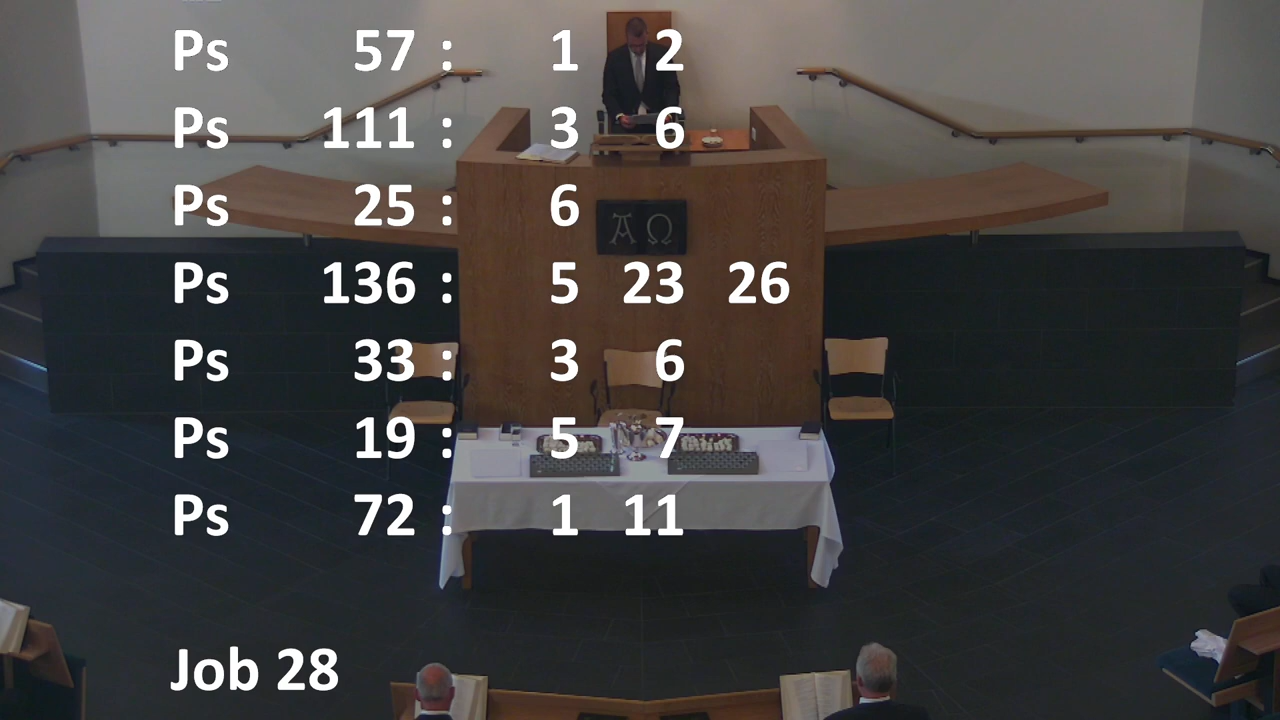 Ps 57 : 1 2
Ps 111 : 3 6
Ps 25 : 6
Α Ω
Ps 136 : 5 23 26
Ps 33 : 3 6
Ps 19 : 5 7
Ps 72 : 1 11
Job 28